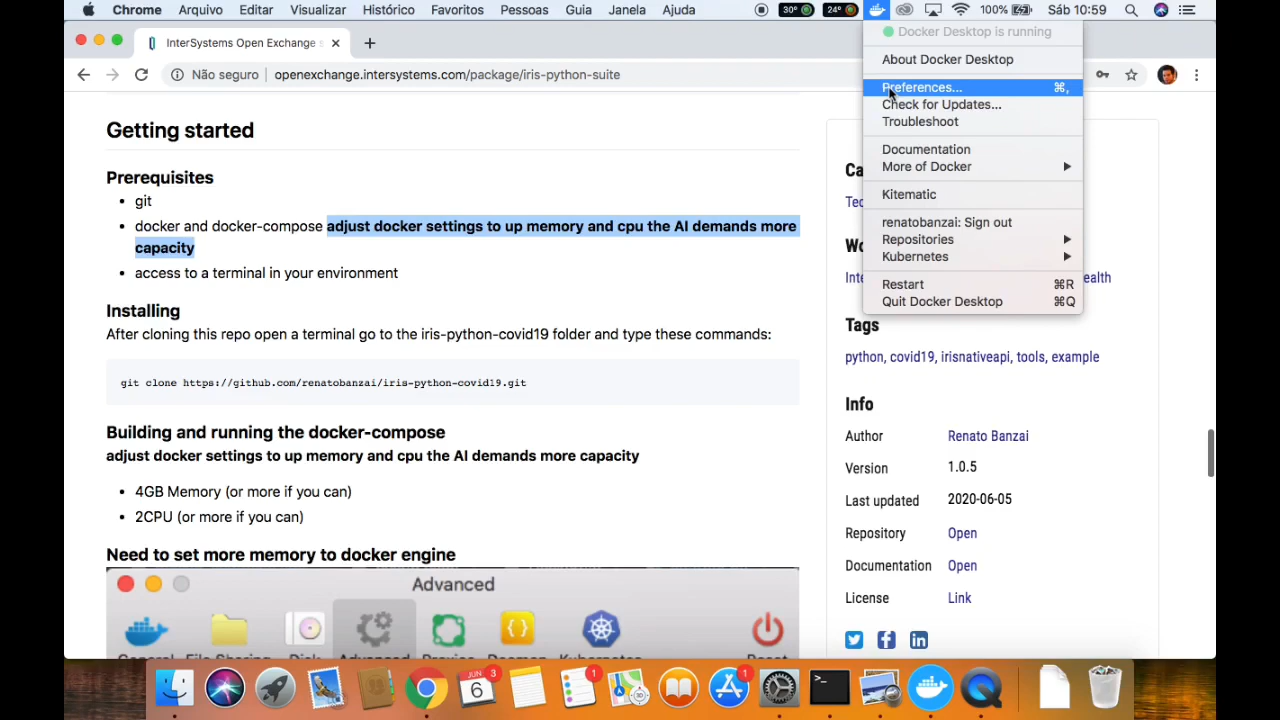 Chrome Arquivo Editar Visualizar Histórico Favoritos Pessoas Guia Janela Ajuda 30° 24° 100% Sáb 10:59
InterSystems Open Exchange
Não seguro openexchange.intersystems.com/package/iris-python-suite
Docker Desktop is running
About Docker Desktop
Preferences... ⌘,
Check for Updates...
Troubleshoot
Documentation
More of Docker
Kitematic
renatobanzai: Sign out
Repositories
Kubernetes
Restart ⌘R
Quit Docker Desktop ⌘Q
Getting started
Prerequisites
git
docker and docker-compose adjust docker settings to up memory and cpu the AI demands more
capacity
access to a terminal in your environment
Installing
After cloning this repo open a terminal go to the iris-python-covid19 folder and type these commands:
git clone https://github.com/renatobanzai/iris-python-covid19.git
Building and running the docker-compose
adjust docker settings to up memory and cpu the AI demands more capacity
4GB Memory (or more if you can)
2CPU (or more if you can)
Need to set more memory to docker engine
Advanced
Tags
python, covid19, irisnativeapi, tools, example
Info
Author Renato Banzai
Version 1.0.5
Last updated 2020-06-05
Repository Open
Documentation Open
License Link
JUN 3
6
1
1